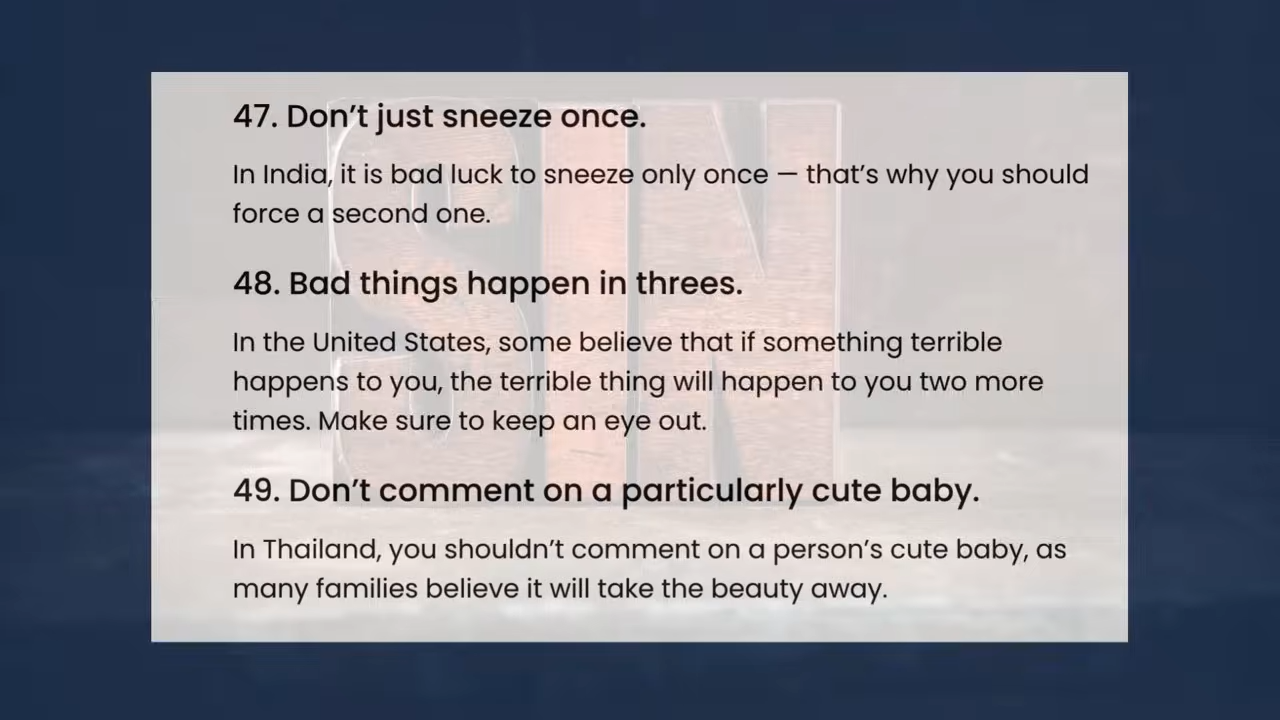 47. Don’t just sneeze once.
In India, it is bad luck to sneeze only once — that’s why you should
force a second one.
48. Bad things happen in threes.
In the United States, some believe that if something terrible
happens to you, the terrible thing will happen to you two more
times. Make sure to keep an eye out.
49. Don’t comment on a particularly cute baby.
In Thailand, you shouldn’t comment on a person’s cute baby, as
many families believe it will take the beauty away.
SIN